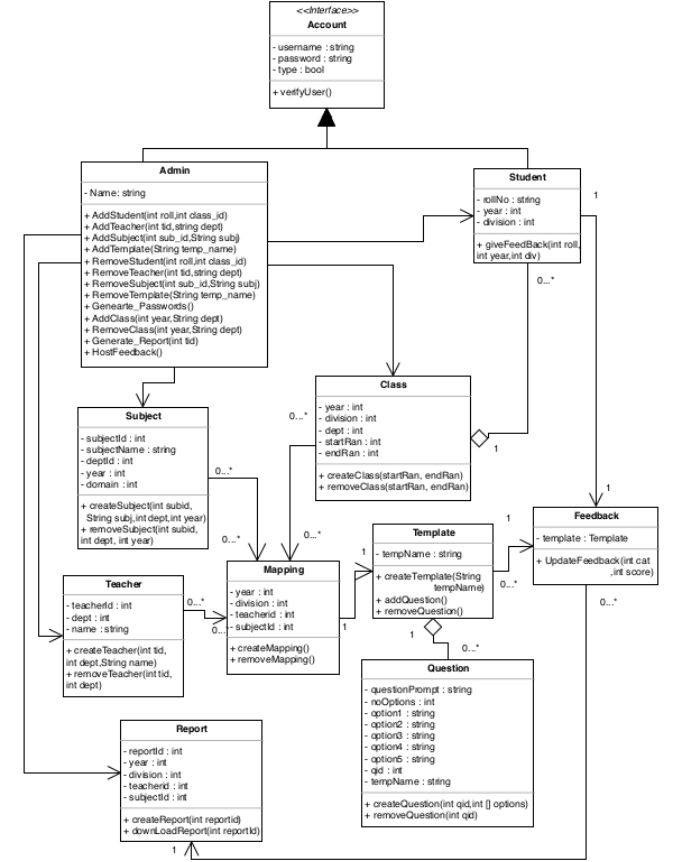 <<Interface>>
Account
- username : string
- password : string
- type : bool
+ verifyUser()
Admin
- Name: string
+ AddStudent(int roll,int class_id)
+ AddTeacher(int tid,string dept)
+ AddSubject(int sub_id,String subj)
+ AddTemplate(String temp_name)
+ RemoveStudent(int roll,int class_id)
+ RemoveTeacher(int tid,string dept)
+ RemoveSubject(int sub_id,String subj)
+ RemoveTemplate(String temp_name)
+ Genearte_Passwords()
+ AddClass(int year,String dept)
+ RemoveClass(int year,String dept)
+ Generate_Report(int tid)
+ HostFeedback()
Student
- rollNo : string
- year : int
- division : int
+ giveFeedBack(int roll,
int year,int div)
1
0...*
Class
- year : int
- division : int
- dept : int
- startRan : int
- endRan : int
+ createClass(startRan, endRan)
+ removeClass(startRan, endRan)
0...*
1
Subject
- subjectId : int
- subjectName : string
- deptId : int
- year : int
- domain : int
+ createSubject(int subid,
String subj,int dept,int year)
+ removeSubject(int subid,
int dept, int year)
0...*
0...*
0...*
Template
- tempName : string
+ createTemplate(String
tempName)
+ addQuestion()
+ removeQuestion()
1
1
1
0...*
Feedback
- template : Template
+ UpdateFeedback(int cat
,int score)
0...*
Mapping
- year : int
- division : int
- teacherid : int
- subjectId : int
+ createMapping()
+ removeMapping()
1
Teacher
- teacherId : int
- dept : int
- name : string
+ createTeacher(int tid,
int dept,String name)
+ removeTeacher(int tid,
int dept)
0...*
0...*
1
0...*
Question
- questionPrompt : string
- noOptions : int
- option1 : string
- option2 : string
- option3 : string
- option4 : string
- option5 : string
- qid : int
- tempName : string
+ createQuestion(int qid,int [] options)
+ removeQuestion(int qid)
Report
- reportId : int
- year : int
- division : int
- teacherid : int
- subjectId : int
+ createReport(int reportid)
+ downLoadReport(int reportId)
1